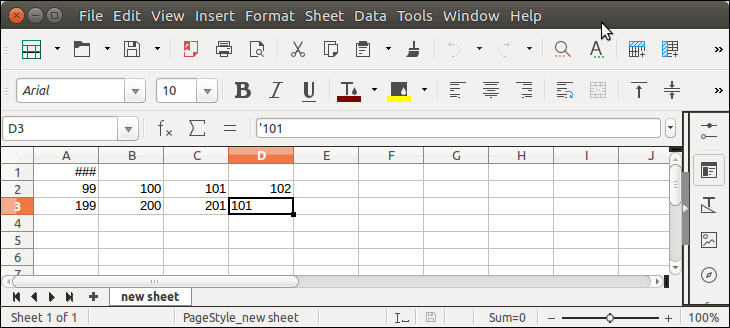 File Edit View Insert Format Sheet Data Tools Window Help
Arial 10 B I U T A
D3 fx Σ = '101
A B C D E F G H I J
1 ###
2 99 100 101 102
3 199 200 201 101
4
5
6
7
new sheet
Sheet 1 of 1 PageStyle_new sheet Sum=0 100%